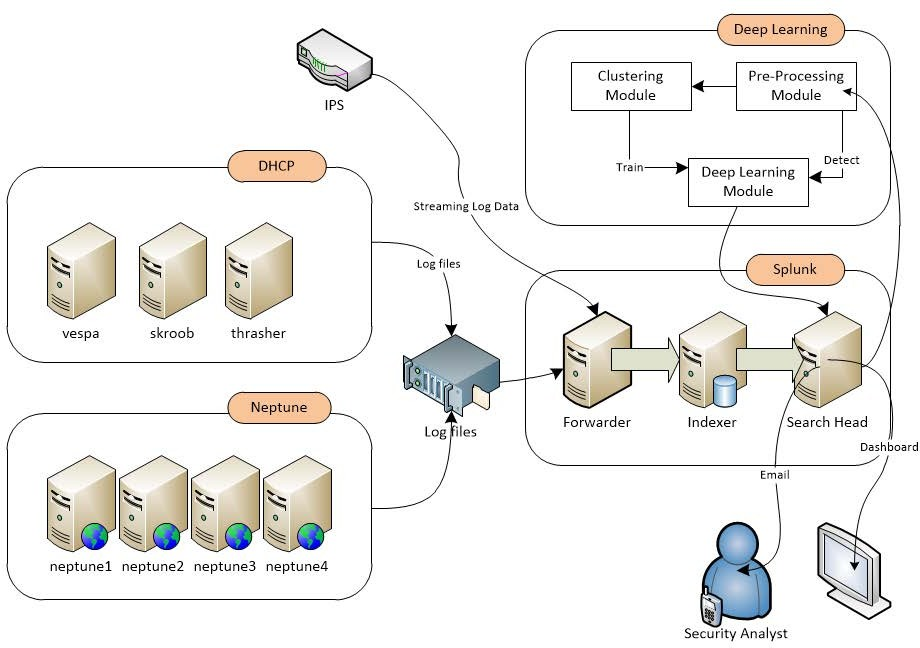 Deep Learning
Clustering
Module
Pre-Processing
Module
Train
Detect
Deep Learning
Module
IPS
DHCP
vespa
skroob
thrasher
Streaming Log Data
Log files
Splunk
Forwarder
Indexer
Search Head
Log files
Neptune
neptune1
neptune2
neptune3
neptune4
Dashboard
Email
Security Analyst